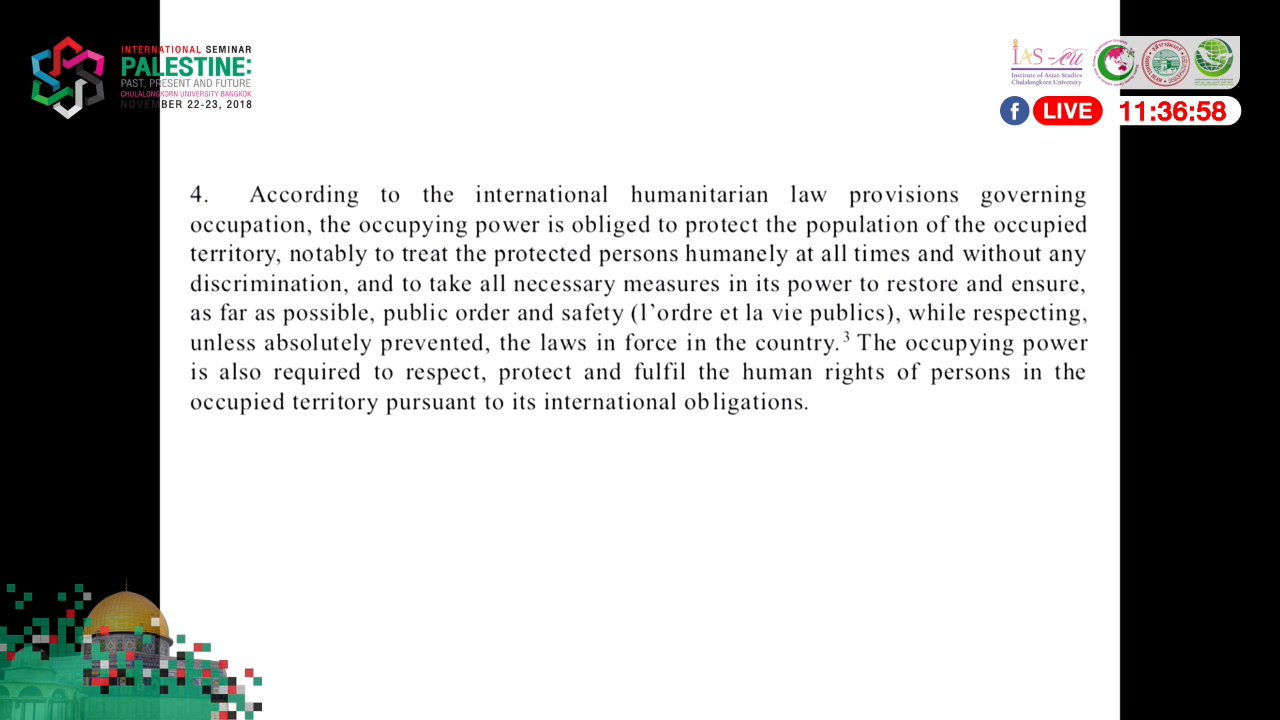 INTERNATIONAL SEMINAR
PALESTINE:
PAST, PRESENT AND FUTURE
CHULALONGKORN UNIVERSITY BANGKOK
NOVEMBER 22-23, 2018
IAS-CU
Institute of Asian Studies
Chulalongkorn University
f LIVE 11:36:58
4. According to the international humanitarian law provisions governing
occupation, the occupying power is obliged to protect the population of the occupied
territory, notably to treat the protected persons humanely at all times and without any
discrimination, and to take all necessary measures in its power to restore and ensure,
as far as possible, public order and safety (l’ordre et la vie publics), while respecting,
unless absolutely prevented, the laws in force in the country.³ The occupying power
is also required to respect, protect and fulfil the human rights of persons in the
occupied territory pursuant to its international obligations.